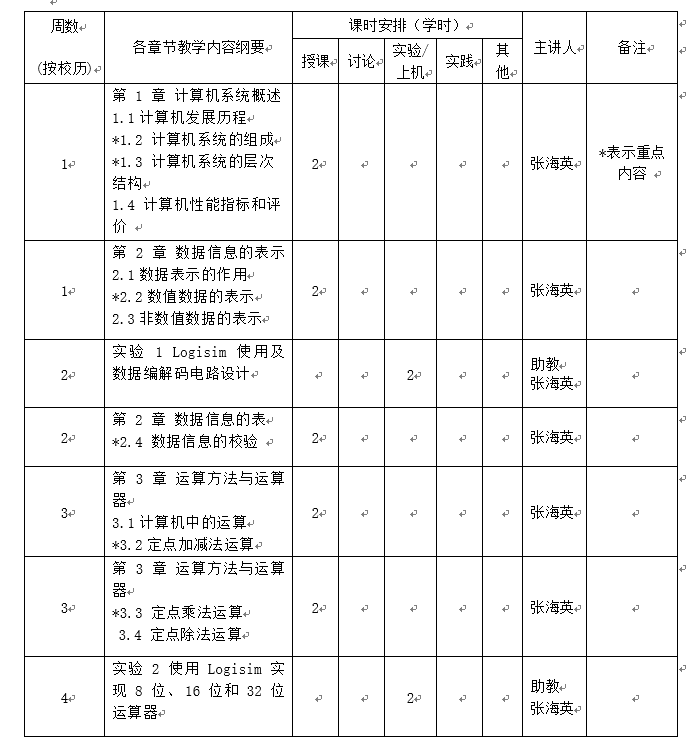 周数
(按校历)
各章节教学内容纲要
课时安排（学时）
授课
讨论
实验/
上机
实践
其
他
主讲人
备注
1
第 1 章 计算机系统概述
1.1计算机发展历程
*1.2 计算机系统的组成
*1.3 计算机系统的层次
结构
1.4 计算机性能指标和评
价
2
张海英
*表示重点
内容
1
第 2 章 数据信息的表示
2.1数据表示的作用
*2.2数值数据的表示
2.3非数值数据的表示
2
张海英
2
实验 1 Logisim 使用及
数据编解码电路设计
2
助教
张海英
2
第 2 章 数据信息的表
*2.4 数据信息的校验
2
张海英
3
第 3 章 运算方法与运算
器
3.1计算机中的运算
*3.2定点加减法运算
2
张海英
3
第 3 章 运算方法与运算
器
*3.3 定点乘法运算
3.4 定点除法运算
2
张海英
4
实验 2 使用 Logisim 实
现 8 位、16 位和 32 位
运算器
2
助教
张海英